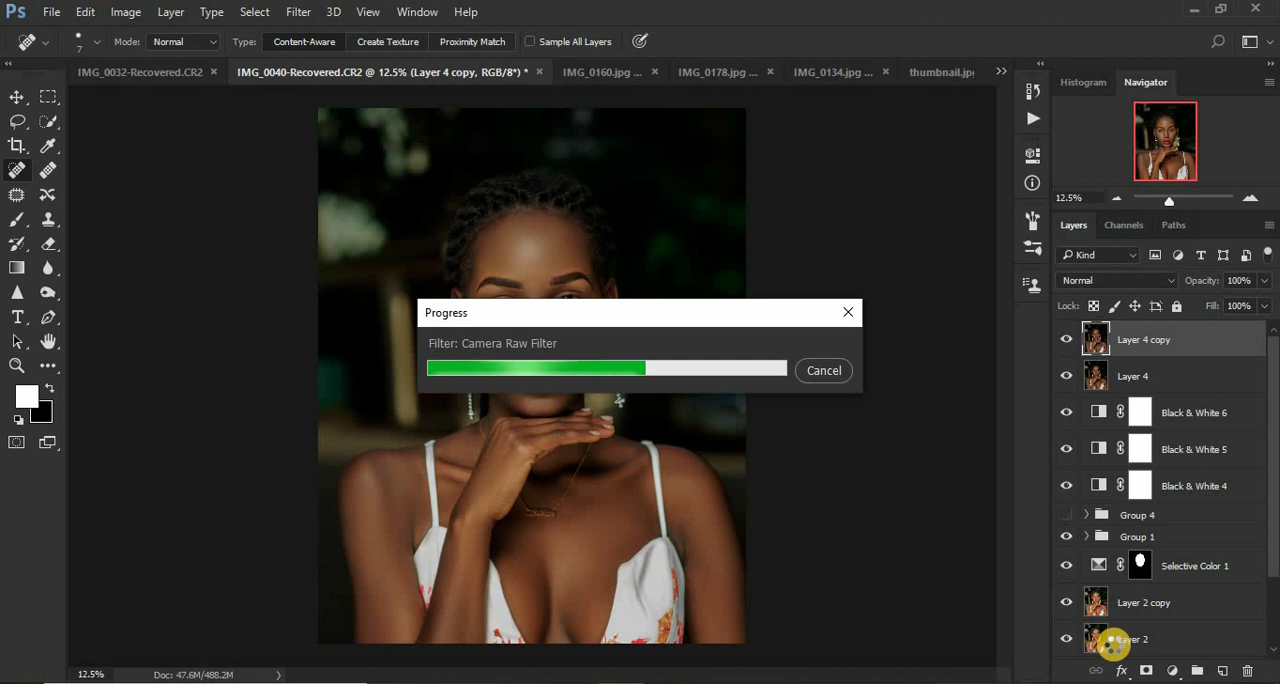 Ps File Edit Image Layer Type Select Filter 3D View Window Help
7 Mode: Normal Type: Content-Aware Create Texture Proximity Match Sample All Layers
IMG_0032-Recovered.CR2 × IMG_0040-Recovered.CR2 @ 12.5% (Layer 4 copy, RGB/8*) * × IMG_0160.jpg ... × IMG_0178.jpg ... × IMG_0134.jpg ... × thumbnail.jpg
Histogram Navigator
12.5%
Layers Channels Paths
Kind
Normal Opacity: 100%
Lock: Fill: 100%
Progress
Filter: Camera Raw Filter
Cancel
Layer 4 copy
Layer 4
Black & White 6
Black & White 5
Black & White 4
Group 4
Group 1
Selective Color 1
Layer 2 copy
Layer 2
fx
12.5% Doc: 47.6M/488.2M